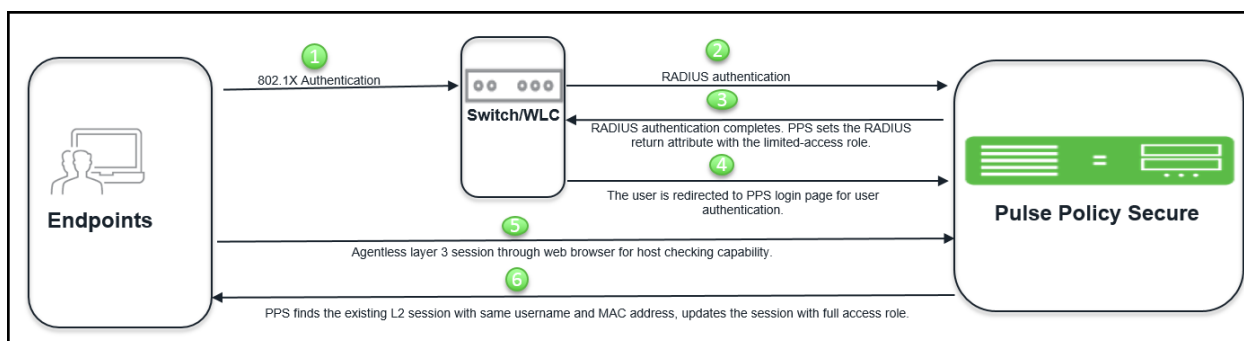 1
802.1X Authentication
2
RADIUS authentication
3
Switch/WLC
RADIUS authentication completes. PPS sets the RADIUS
return attribute with the limited-access role.
4
The user is redirected to PPS login page for user
authentication.
Endpoints
Pulse Policy Secure
5
Agentless layer 3 session through web browser for host checking capability.
6
PPS finds the existing L2 session with same username and MAC address, updates the session with full access role.